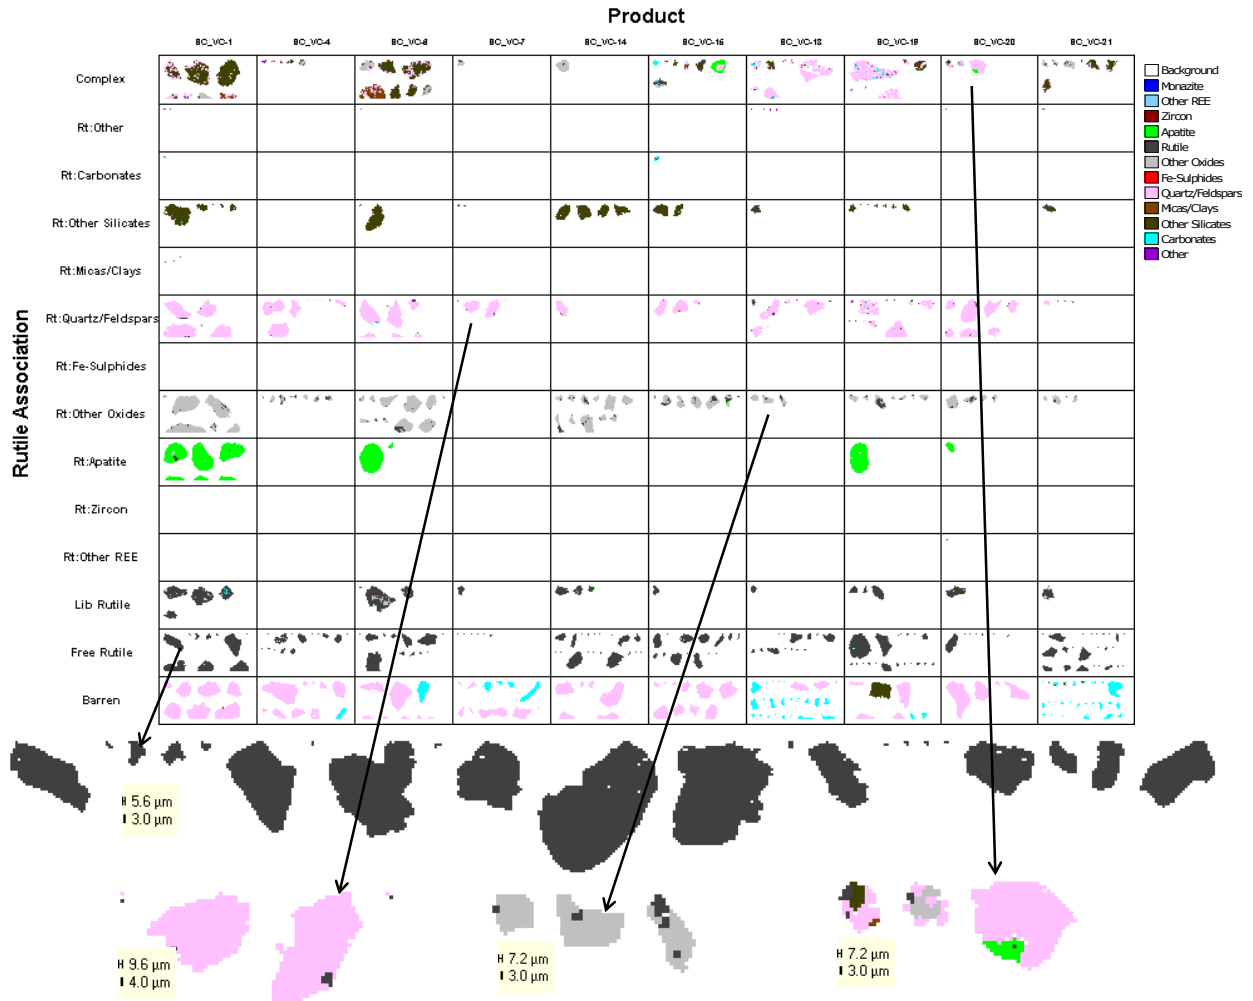 Product
BC_VC-1 BC_VC-4 BC_VC-6 BC_VC-7 BC_VC-14 BC_VC-16 BC_VC-18 BC_VC-19 BC_VC-20 BC_VC-21
Rutile Association
Complex
Rt:Other
Rt:Carbonates
Rt:Other Silicates
Rt:Micas/Clays
Rt:Quartz/Feldspars
Rt:Fe-Sulphides
Rt:Other Oxides
Rt:Apatite
Rt:Zircon
Rt:Other REE
Lib Rutile
Free Rutile
Barren
Background
Monazite
Other REE
Zircon
Apatite
Rutile
Other Oxides
Fe-Sulphides
Quartz/Feldspars
Micas/Clays
Other Silicates
Carbonates
Other
H 5.6 µm
I 3.0 µm
H 9.6 µm
I 4.0 µm
H 7.2 µm
I 3.0 µm
H 7.2 µm
I 3.0 µm